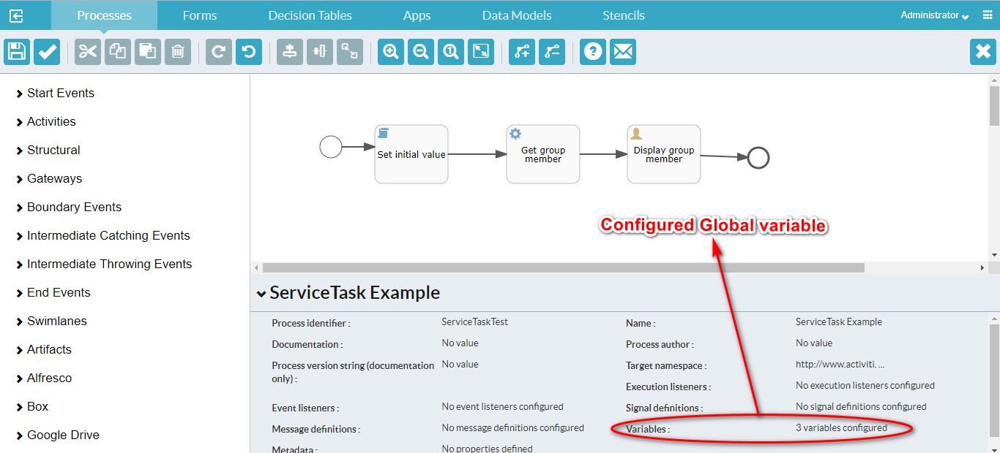 Processes Forms Decision Tables Apps Data Models Stencils Administrator
Start Events
Activities
Structural
Gateways
Boundary Events
Intermediate Catching Events
Intermediate Throwing Events
End Events
Swimlanes
Artifacts
Alfresco
Box
Google Drive
Set initial value
Get group
member
Display group
member
Configured Global variable
ServiceTask Example
Process identifier : ServiceTaskTest Name : ServiceTask Example
Documentation : No value Process author : No value
Process version string (documentation No value Target namespace : http://www.activiti. ...
only) :
Execution listeners : No execution listeners configured
Event listeners : No event listeners configured Signal definitions : No signal definitions configured
Message definitions : No message definitions configured Variables : 3 variables configured
Metadata : No properties defined